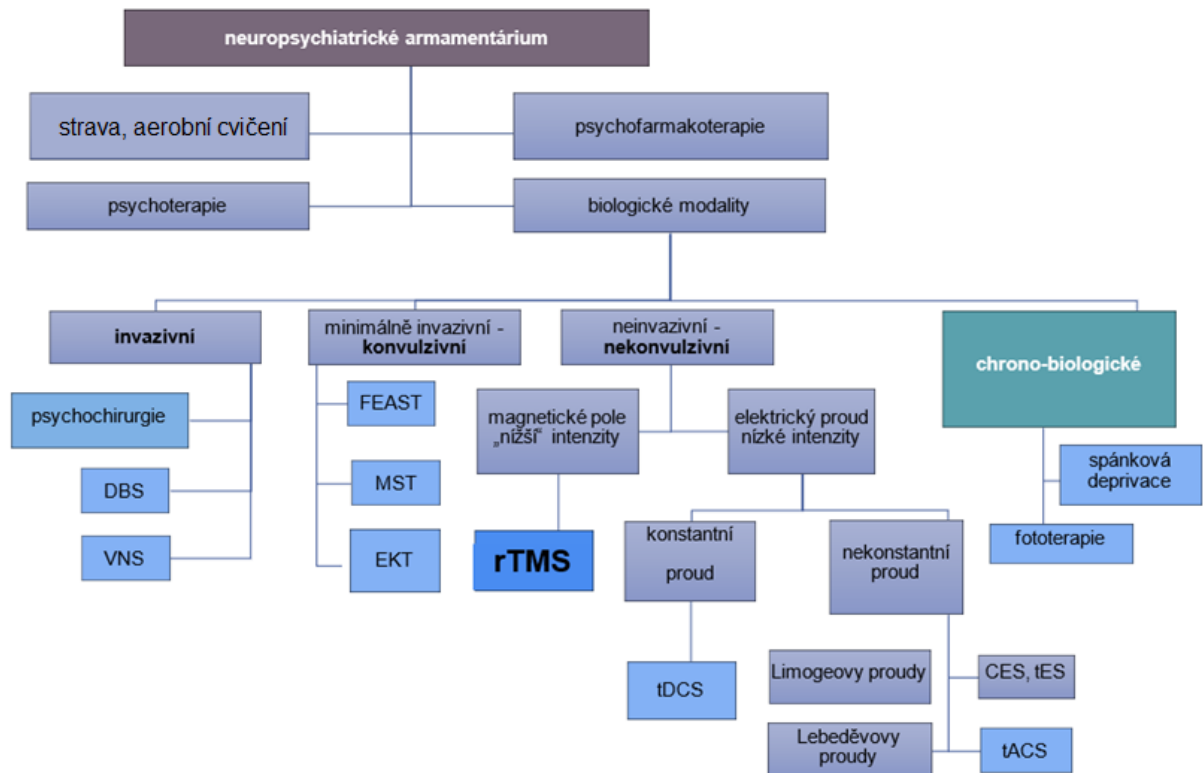 neuropsychiatrické armamentárium
strava, aerobní cvičení
psychofarmakoterapie
psychoterapie
biologické modality
invazivní
minimálně invazivní -
konvulzivní
neinvazivní -
nekonvulzivní
chrono-biologické
psychochirurgie
DBS
VNS
FEAST
MST
EKT
magnetické pole
„nižší“ intenzity
elektrický proud
nízké intenzity
rTMS
konstantní
proud
nekonstantní
proud
tDCS
Limogeovy proudy
CES, tES
Lebeděvovy
proudy
tACS
spánková
deprivace
fototerapie